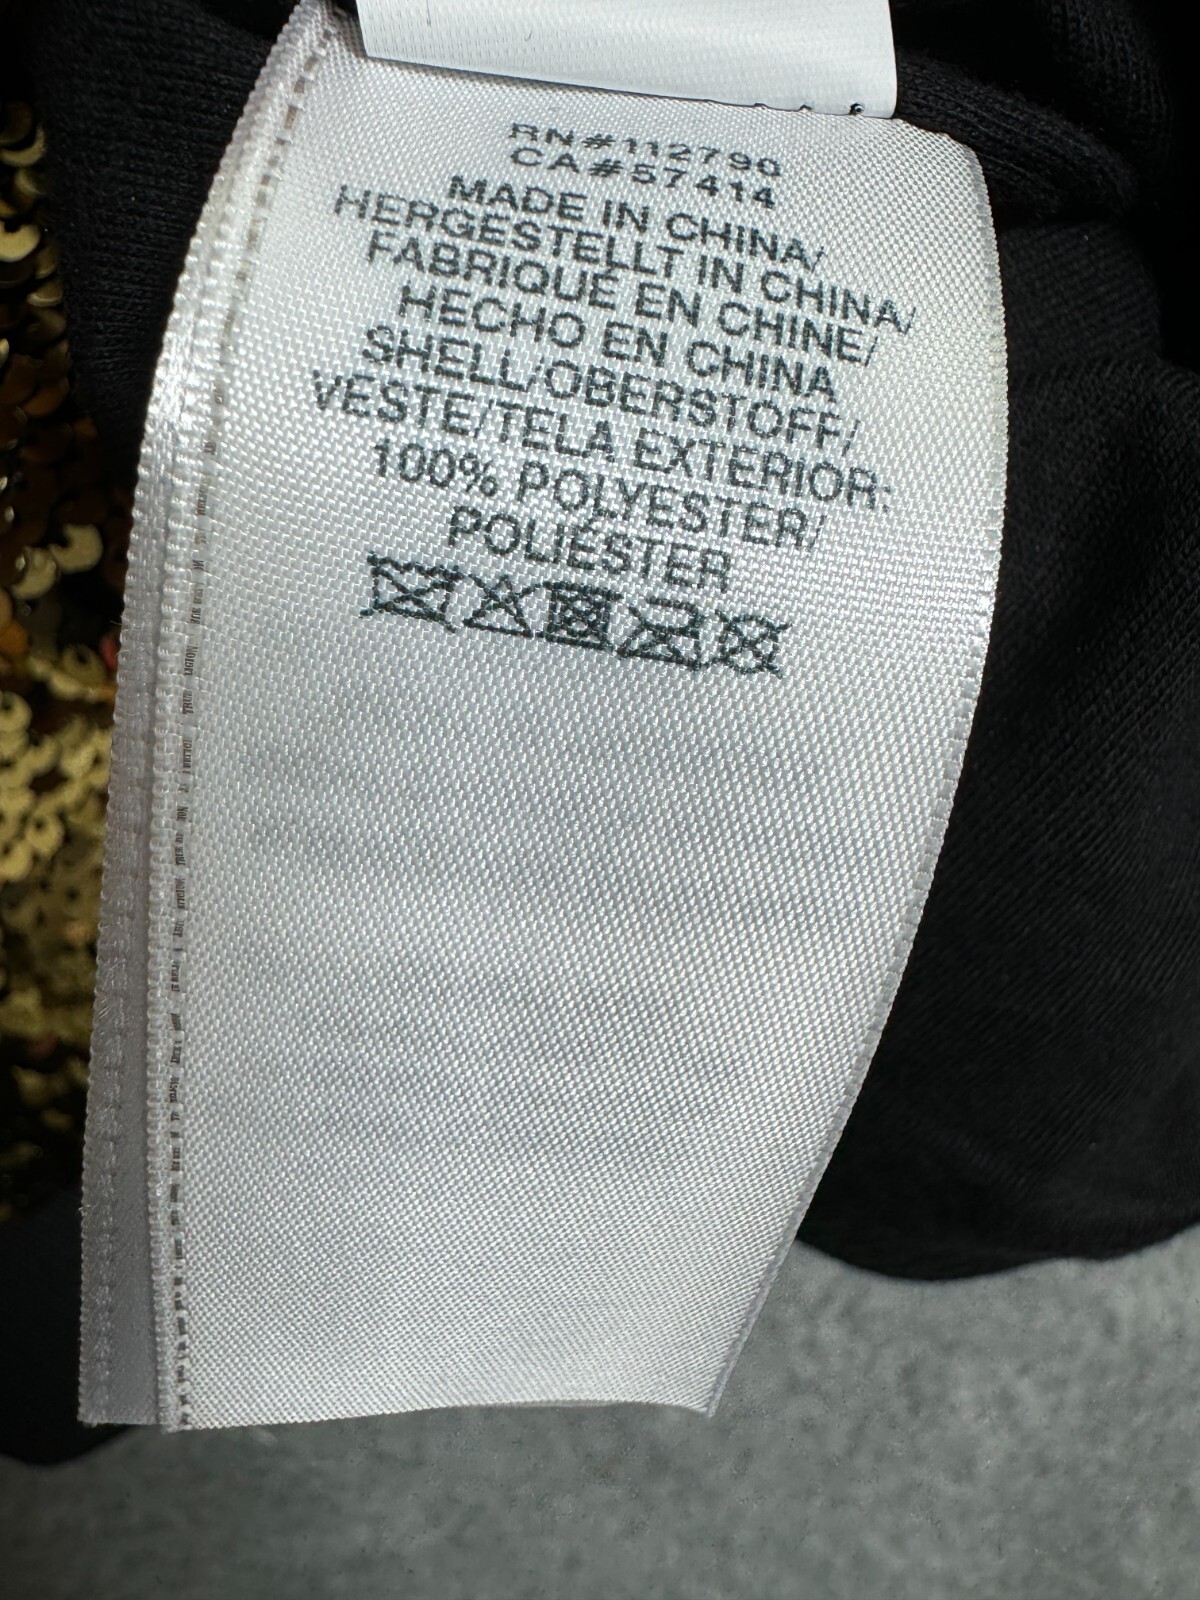 RN#112790
CA#57414
MADE IN CHINA/
HERGESTELLT IN CHINA/
FABRIQUÉ EN CHINE/
HECHO EN CHINA
SHELL/OBERSTOFF/
VESTE/TELA EXTERIOR:
100% POLYESTER/
POLIÉSTER